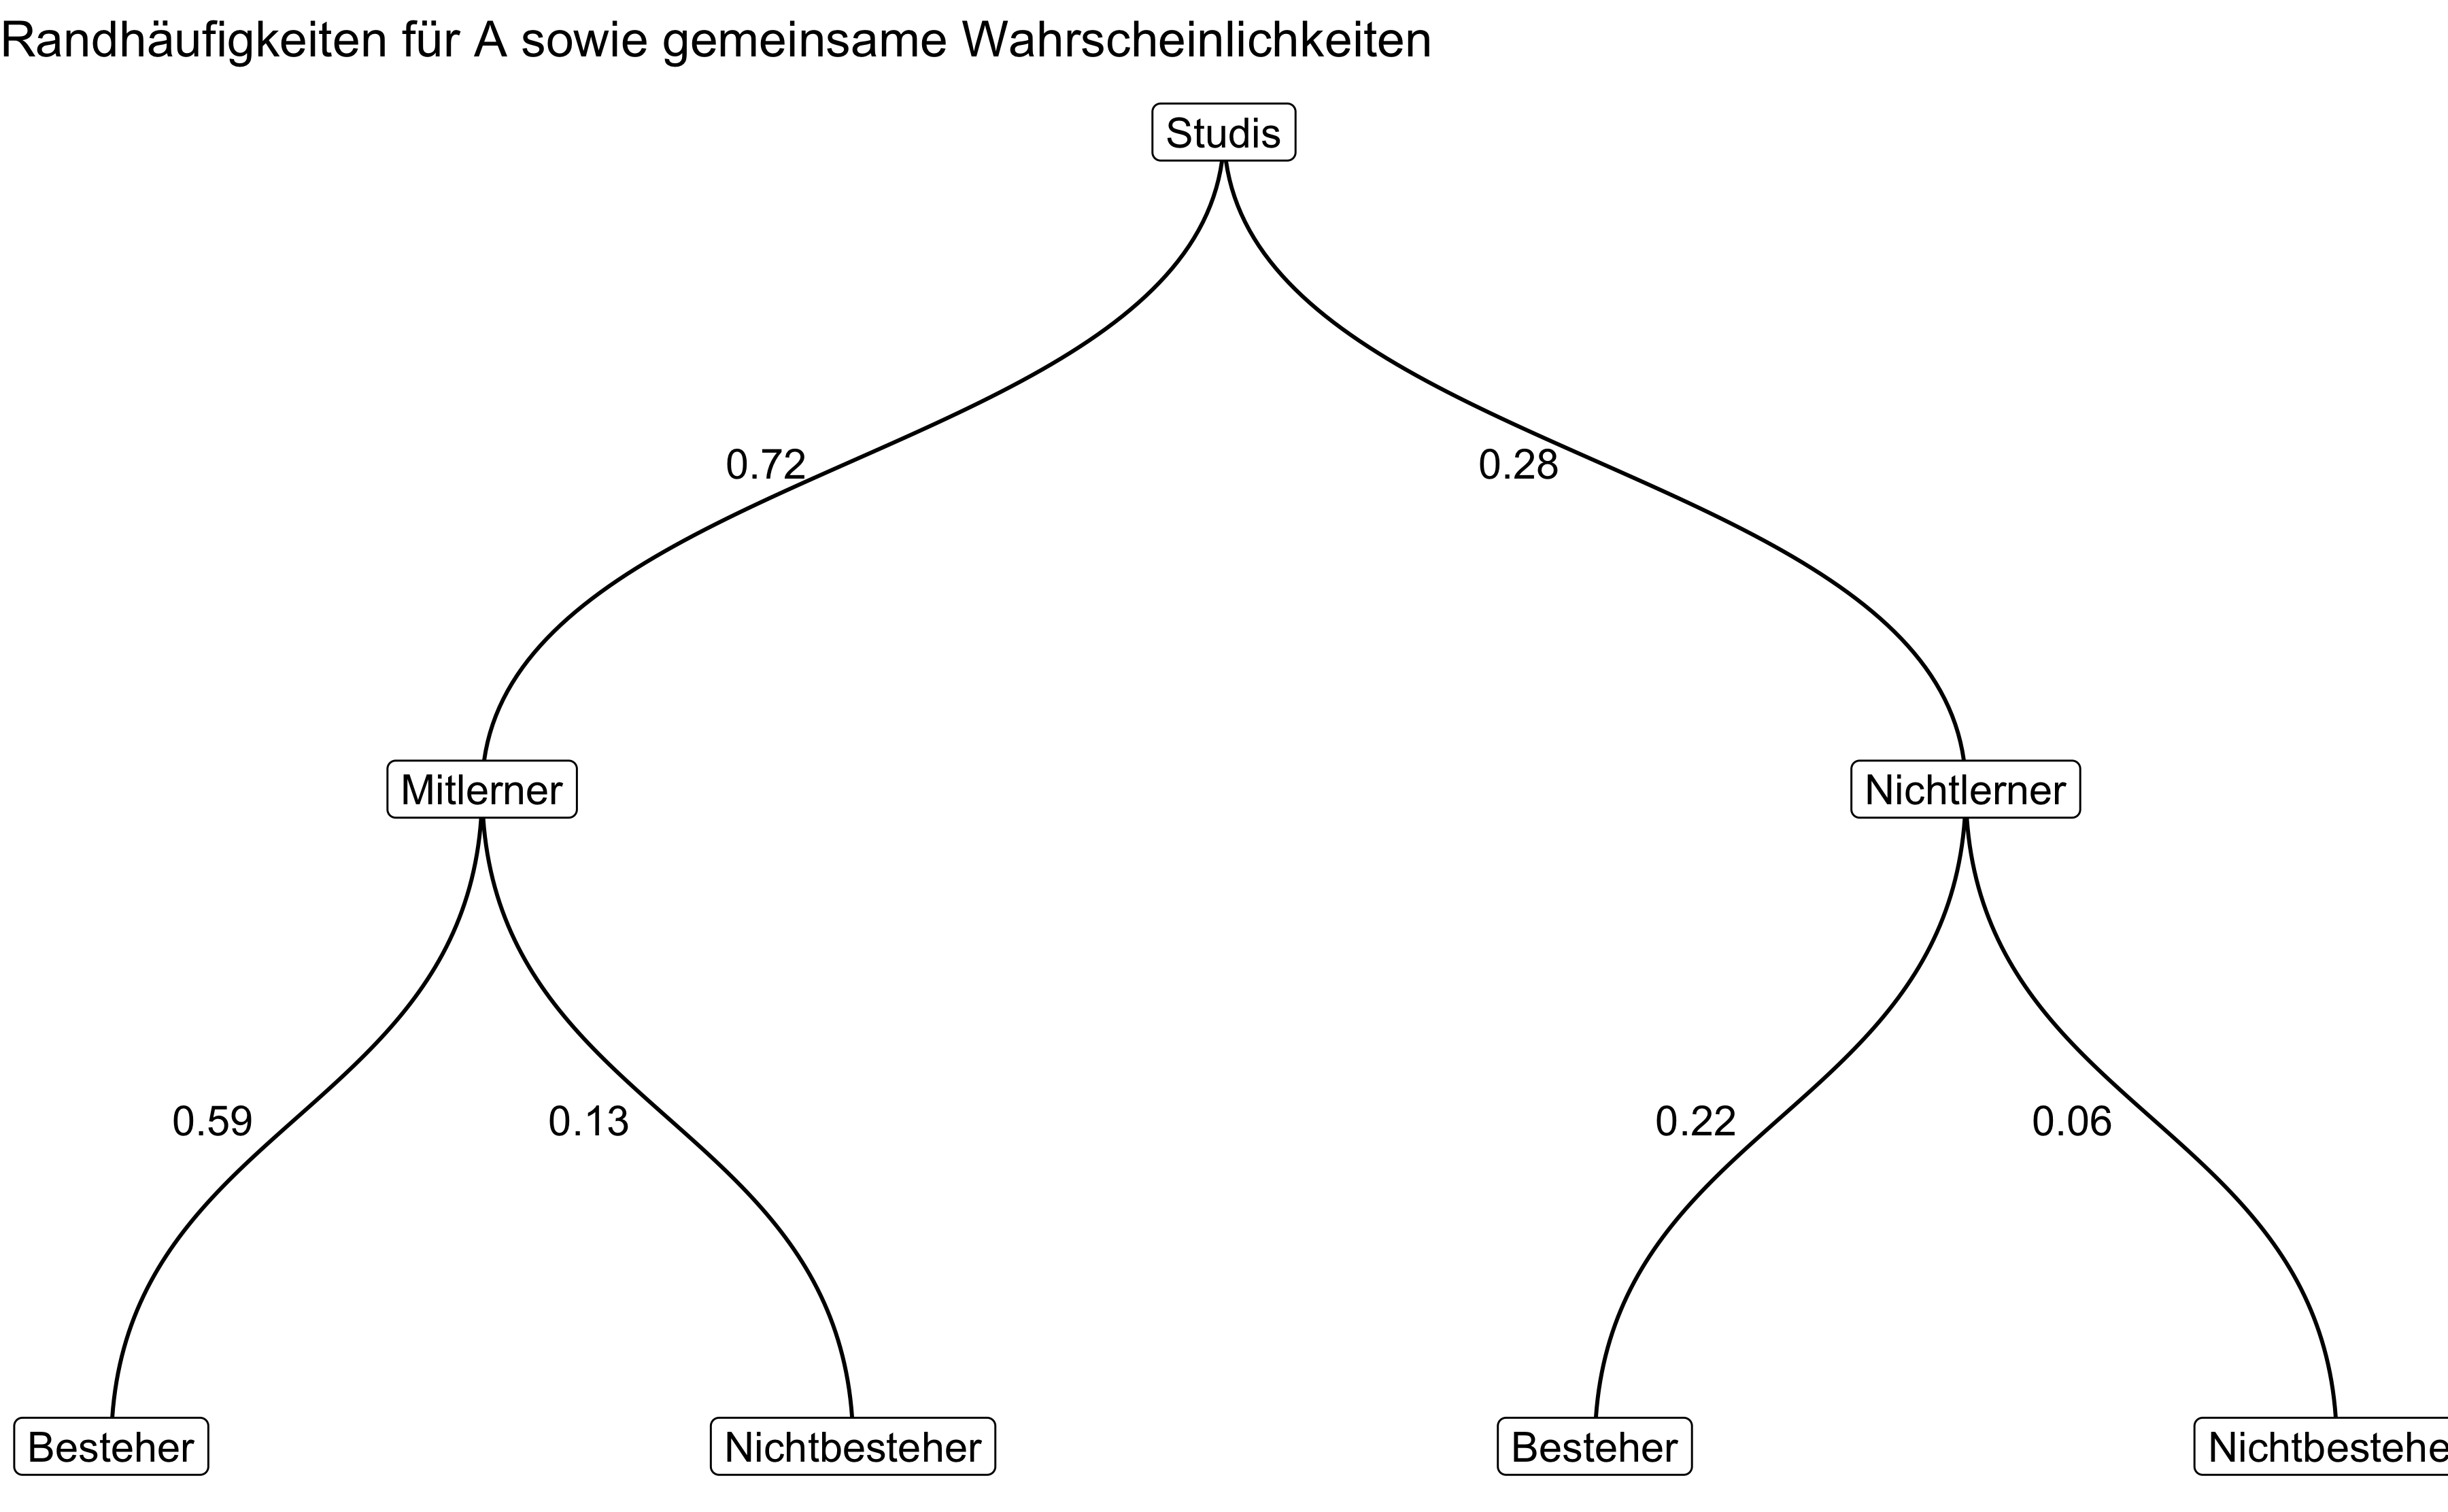 Randhäufigkeiten für A sowie gemeinsame Wahrscheinlichkeiten
Studis
0.72
0.28
Mitlerner
Nichtlerner
0.59
0.13
0.22
0.06
Besteher
Nichtbesteher
Besteher
Nichtbestehe